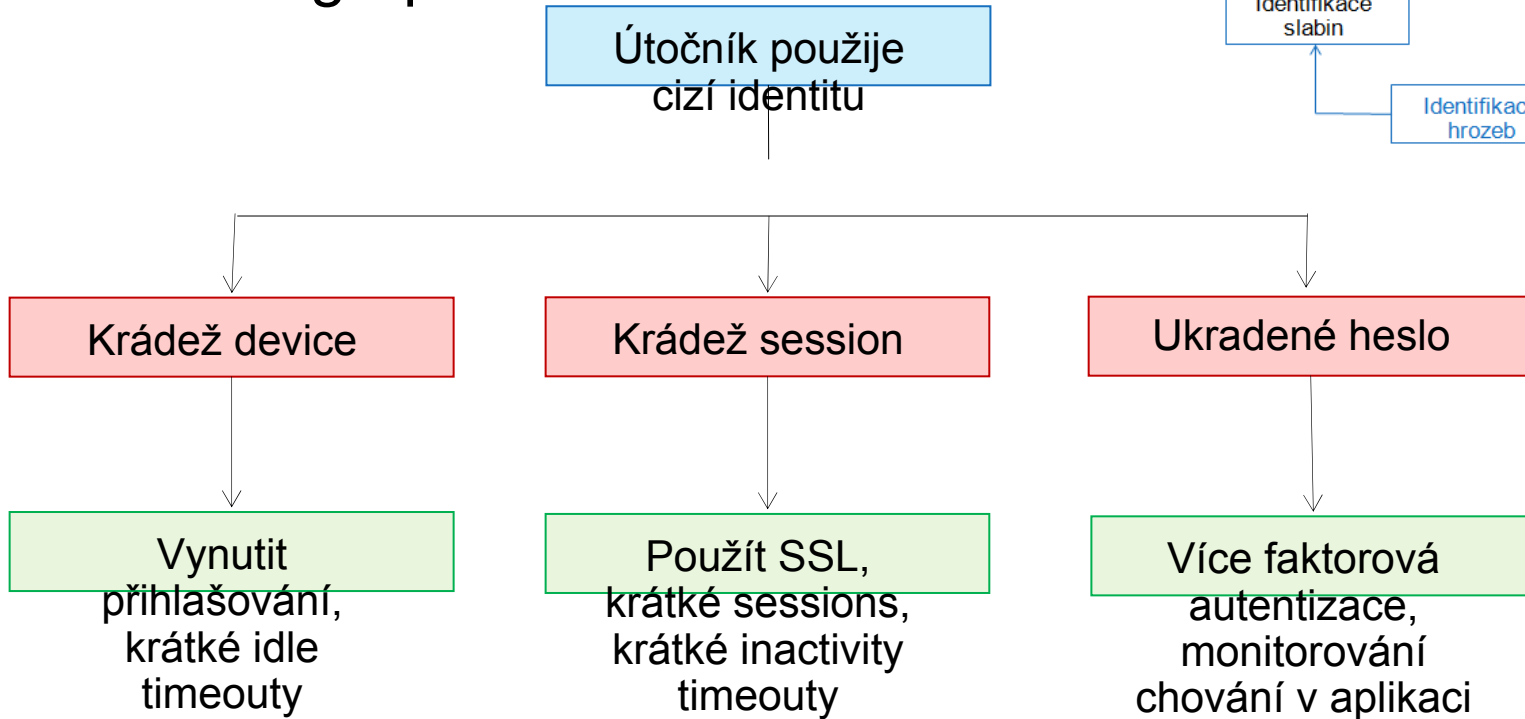 Útočník použije
cizí identitu
Identifikace
slabin
hrozeb
Krádež device
Krádež session
Ukradené heslo
Vynutit
přihlašování,
krátké idle
timeouty
Použít SSL,
krátké sessions,
krátké inactivity
timeouty
Více faktorová
autentizace,
monitorování
chování v aplikaci